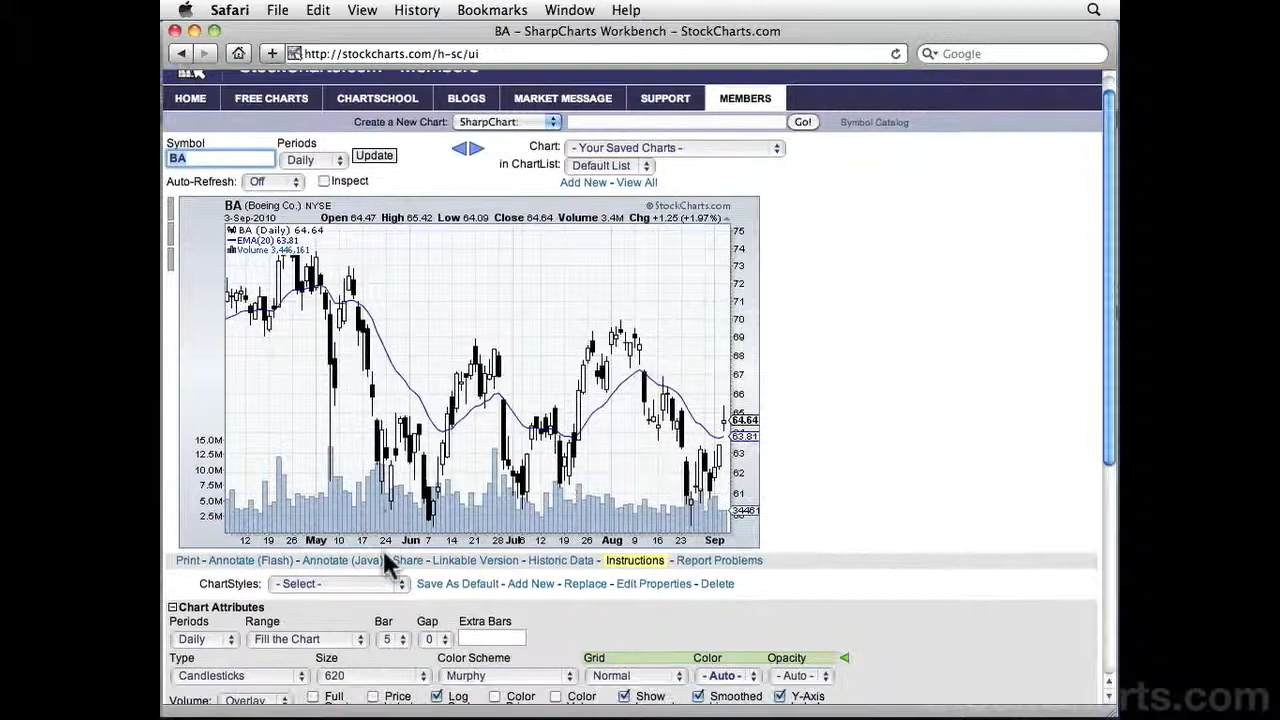 Safari File Edit View History Bookmarks Window Help
BA – SharpCharts Workbench – StockCharts.com
http://stockcharts.com/h-sc/ui
Google
StockCharts.com - Members
HOME FREE CHARTS CHARTSCHOOL BLOGS MARKET MESSAGE SUPPORT MEMBERS
Create a New Chart: SharpChart: Go! Symbol Catalog
Symbol Periods
BA Daily Update
Chart: - Your Saved Charts -
in ChartList: Default List
Auto-Refresh: Off Inspect
Add New - View All
BA (Boeing Co.) NYSE © StockCharts.com
3-Sep-2010 Open 64.47 High 65.42 Low 64.09 Close 64.64 Volume 3.4M Chg +1.25 (+1.97%)
BA (Daily) 64.64
EMA(20) 63.81
Volume 3,446,161
75
74
73
72
71
70
69
68
67
66
65
64.64
63.81
63
62
61
34461
15.0M
12.5M
10.0M
7.5M
5.0M
2.5M
12 19 26 May 10 17 24 Jun 7 14 21 28 Jul 6 12 19 26 Aug 9 16 23 Sep
Print - Annotate (Flash) - Annotate (Java) Share - Linkable Version - Historic Data - Instructions - Report Problems
ChartStyles: - Select - Save As Default - Add New - Replace - Edit Properties - Delete
Chart Attributes
Periods Range Bar Gap Extra Bars
Daily Fill the Chart 5 0
Type Size Color Scheme Grid Color Opacity
Candlesticks 620 Murphy Normal - Auto - - Auto -
Volume: Overlay Full Price Log Color Color Show Smoothed Y-Axis